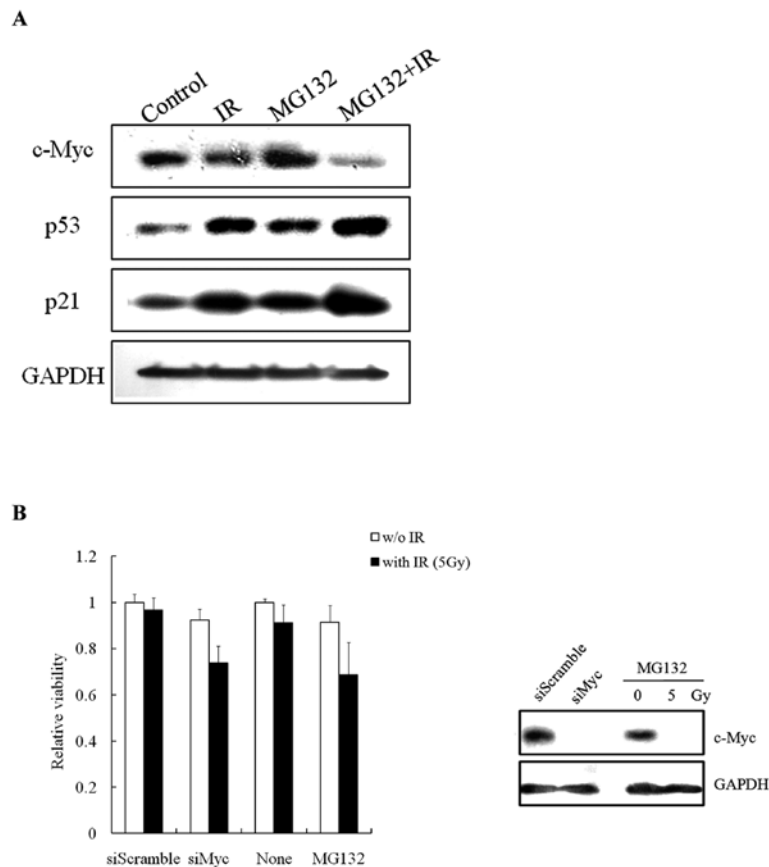 A
Control IR MG132 MG132+IR
c-Myc
p53
p21
GAPDH
B
w/o IR
with IR (5Gy)
1.2
1
0.8
0.6
0.4
0.2
0
Relative viability
siScramble siMyc None MG132
siScramble siMyc MG132
0 5 Gy
c-Myc
GAPDH